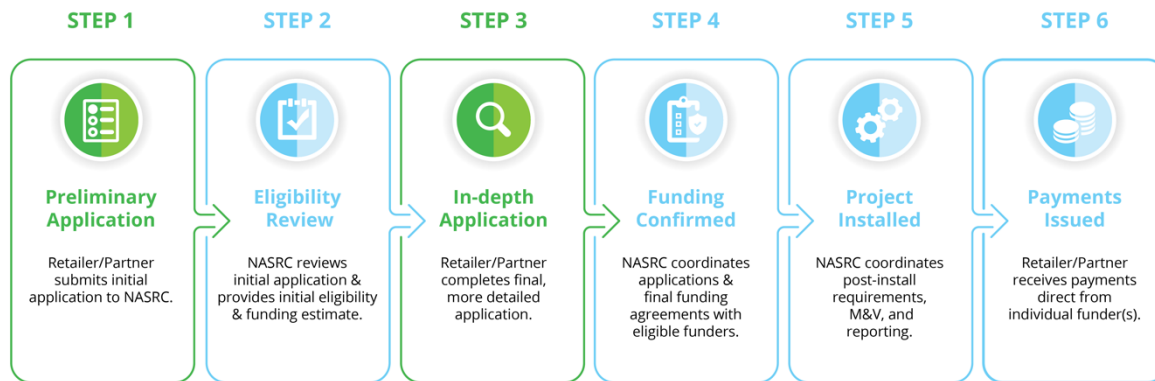 STEP 1
STEP 2
STEP 3
STEP 4
STEP 5
STEP 6
Preliminary
Application
Retailer/Partner
submits initial
application to NASRC.
Eligibility
Review
NASRC reviews
initial application &
provides initial eligibility
& funding estimate.
In-depth
Application
Retailer/Partner
completes final,
more detailed
application.
Funding
Confirmed
NASRC coordinates
applications &
final funding
agreements with
eligible funders.
Project
Installed
NASRC coordinates
post-install
requirements,
M&V, and
reporting.
Payments
Issued
Retailer/Partner
receives payments
direct from
individual funder(s).